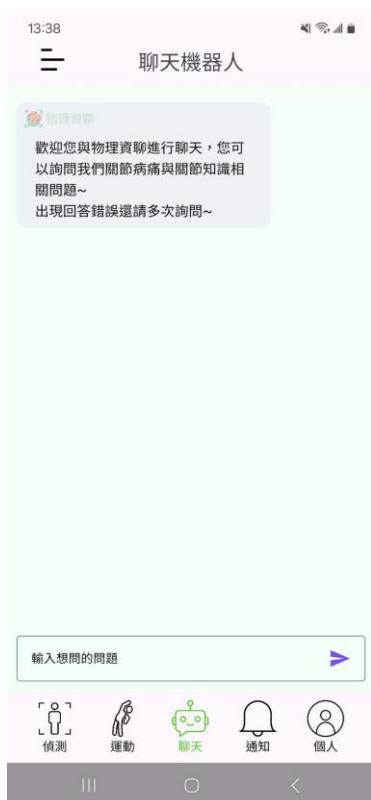 13:38
聊天機器人
物理資聊
歡迎您與物理資聊進行聊天，您可
以詢問我們關節病痛與關節知識相
關問題~
出現回答錯誤還請多次詢問~
輸入想問的問題
偵測
運動
聊天
通知
個人